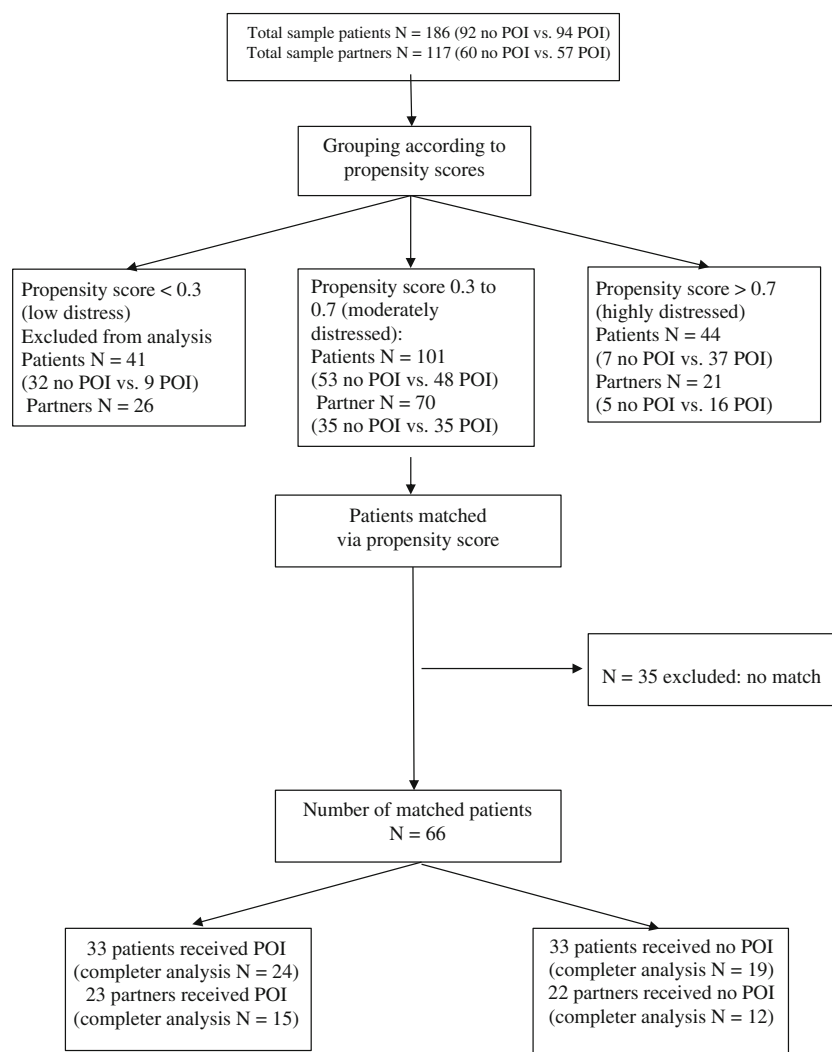 Total sample patients N = 186 (92 no POI vs. 94 POI)
Total sample partners N = 117 (60 no POI vs. 57 POI)
Grouping according to
propensity scores
Propensity score < 0.3
(low distress)
Excluded from analysis
Patients N = 41
(32 no POI vs. 9 POI)
Partners N = 26
Propensity score 0.3 to
0.7 (moderately
distressed):
Patients N = 101
(53 no POI vs. 48 POI)
Partner N = 70
(35 no POI vs. 35 POI)
Propensity score > 0.7
(highly distressed)
Patients N = 44
(7 no POI vs. 37 POI)
Partners N = 21
(5 no POI vs. 16 POI)
Patients matched
via propensity score
N = 35 excluded: no match
Number of matched patients
N = 66
33 patients received POI
(completer analysis N = 24)
23 partners received POI
(completer analysis N = 15)
33 patients received no POI
(completer analysis N = 19)
22 partners received no POI
(completer analysis N = 12)